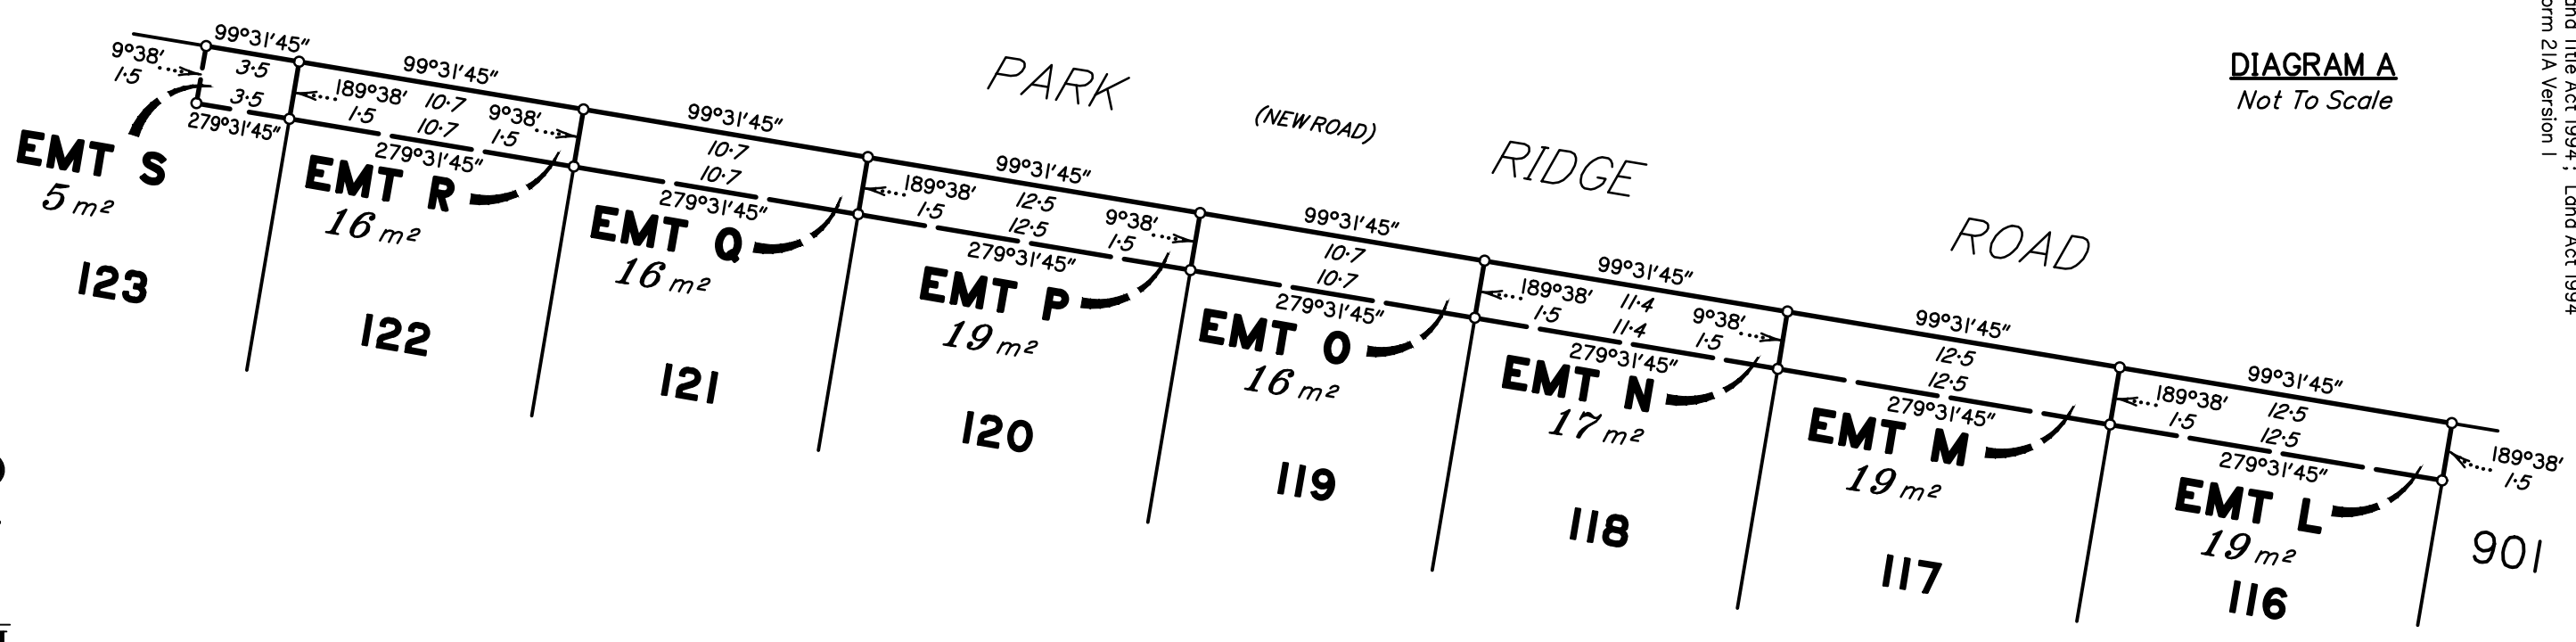 DIAGRAM A
Not To Scale
Land Act 1994
orm 21A Version 1
PARK
RIDGE
ROAD
(NEW ROAD)
99°31'45"
9°38'
1·5
3·5
3·5
279°31'45"
EMT S
5 m²
123
99°31'45"
189°38'
1·5
10·7
10·7
9°38'
1·5
279°31'45"
EMT R
16 m²
122
99°31'45"
10·7
10·7
279°31'45"
EMT Q
16 m²
121
99°31'45"
189°38'
1·5
12·5
12·5
9°38'
1·5
279°31'45"
EMT P
19 m²
120
99°31'45"
10·7
10·7
279°31'45"
EMT O
16 m²
119
99°31'45"
189°38'
1·5
11·4
11·4
9°38'
1·5
279°31'45"
EMT N
17 m²
118
99°31'45"
12·5
12·5
279°31'45"
EMT M
19 m²
117
99°31'45"
189°38'
1·5
12·5
12·5
279°31'45"
EMT L
19 m²
116
189°38'
1·5
901